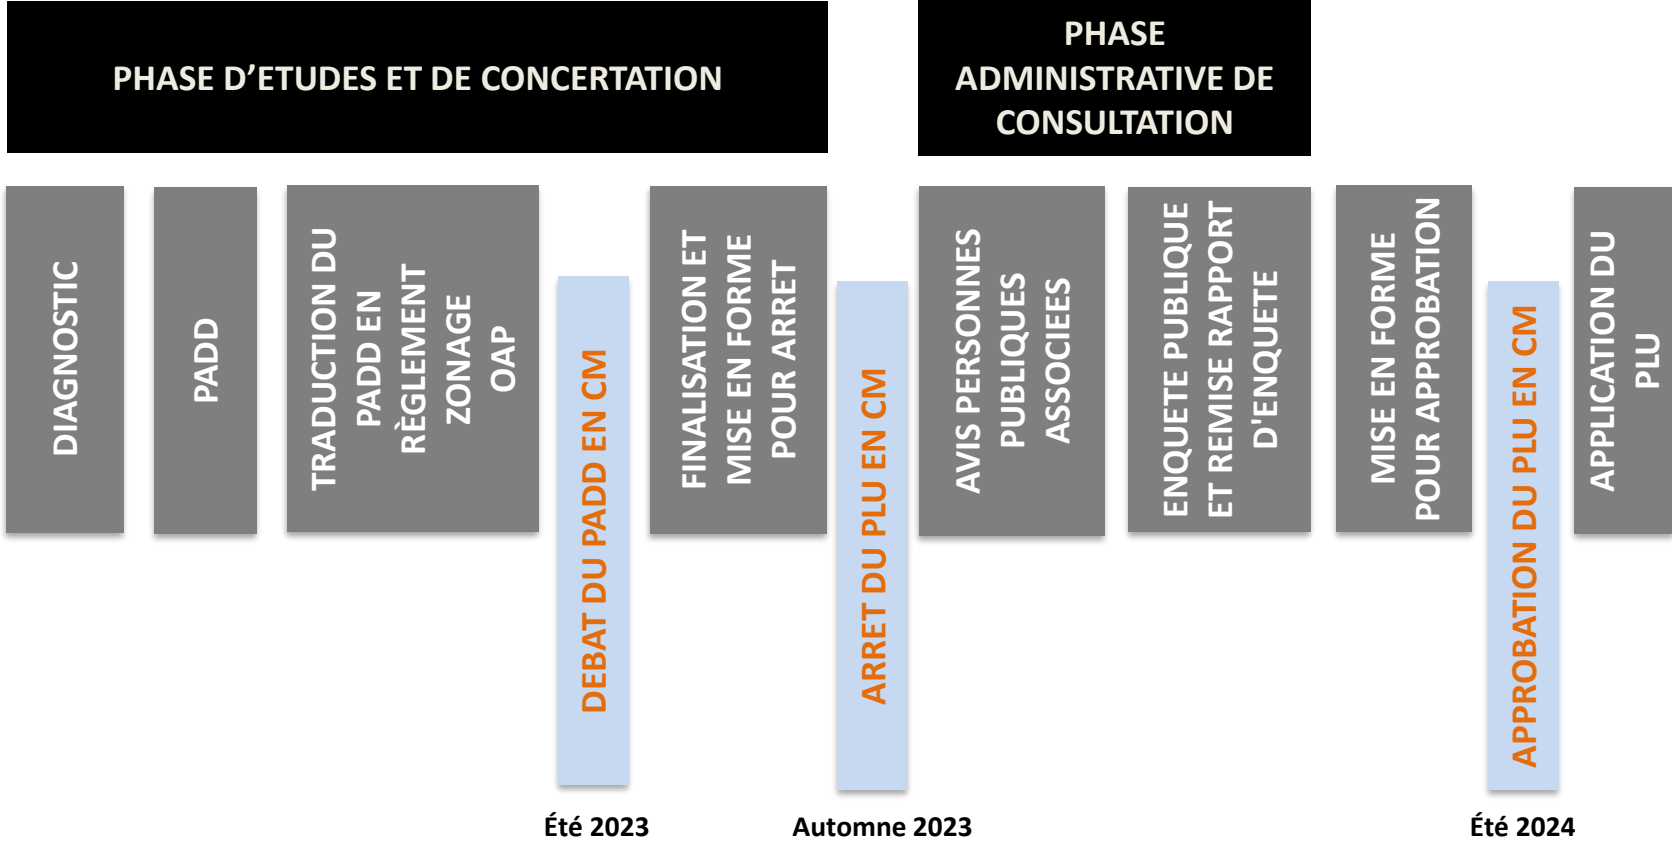 PHASE D’ETUDES ET DE CONCERTATION
PHASE
ADMINISTRATIVE DE
CONSULTATION
DIAGNOSTIC
PADD
TRADUCTION DU
PADD EN
RÈGLEMENT
ZONAGE
OAP
DEBAT DU PADD EN CM
FINALISATION ET
MISE EN FORME
POUR ARRET
ARRET DU PLU EN CM
AVIS PERSONNES
PUBLIQUES
ASSOCIEES
ENQUETE PUBLIQUE
ET REMISE RAPPORT
D'ENQUETE
MISE EN FORME
POUR APPROBATION
APPROBATION DU PLU EN CM
APPLICATION DU
PLU
Été 2023
Automne 2023
Été 2024